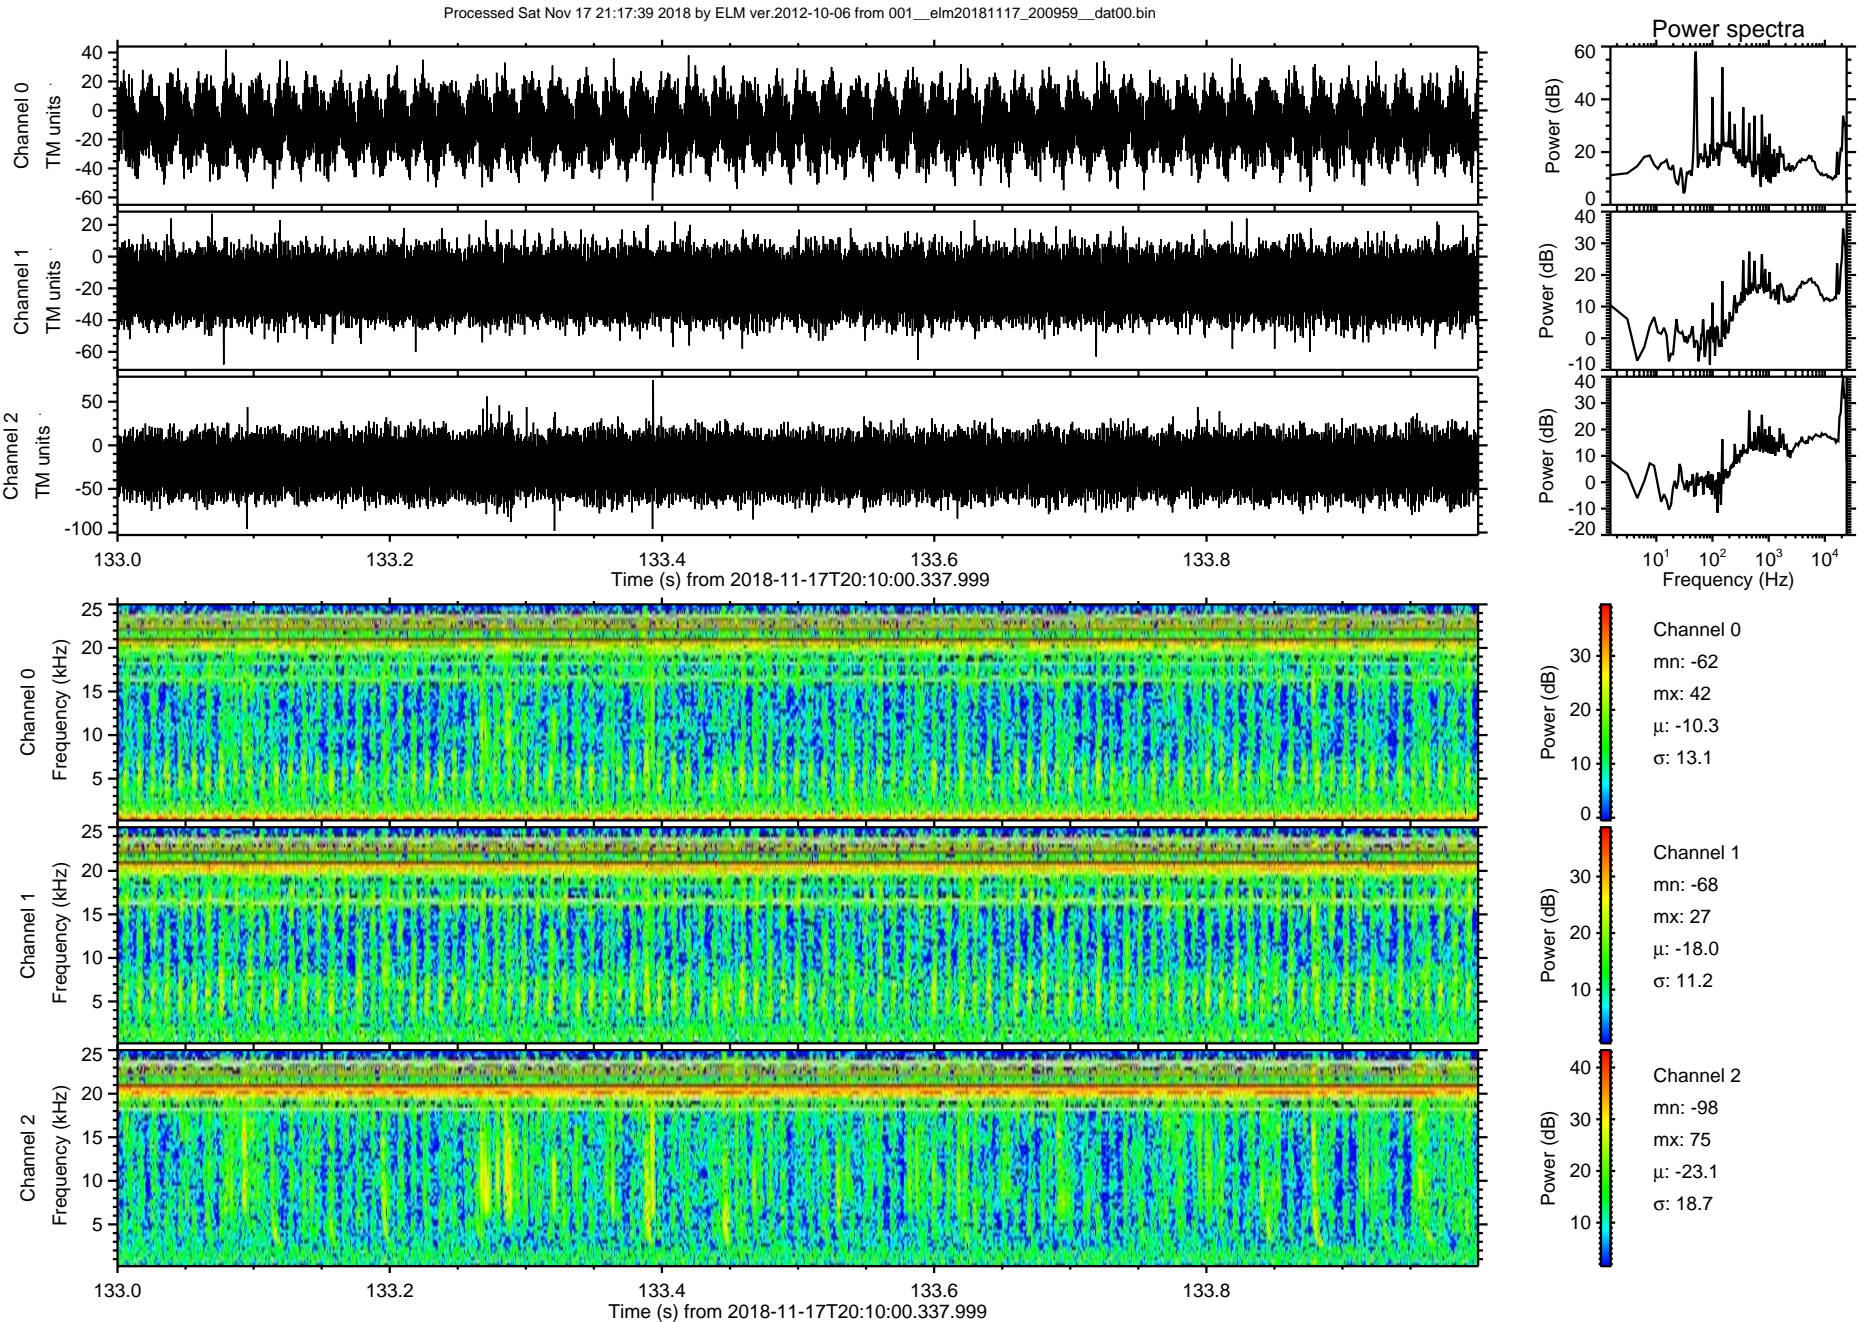 Processed Sat Nov 17 21:17:39 2018 by ELM ver.2012-10-06 from 001__elm20181117_200959__dat00.bin
Power spectra
Channel 0
TM units
40
20
0
-20
-40
-60
Power (dB)
60
40
20
0
Channel 1
TM units
20
0
-20
-40
-60
Power (dB)
40
30
20
10
0
-10
Channel 2
TM units
50
0
-50
-100
Power (dB)
40
30
20
10
0
-10
-20
133.0 133.2 133.4 133.6 133.8
Time (s) from 2018-11-17T20:10:00.337.999
10¹ 10² 10³ 10⁴
Frequency (Hz)
Channel 0
Frequency (kHz)
25
20
15
10
5
Power (dB)
30
20
10
0
Channel 0
mn: -62
mx: 42
μ: -10.3
σ: 13.1
Channel 1
Frequency (kHz)
25
20
15
10
5
Power (dB)
30
20
10
Channel 1
mn: -68
mx: 27
μ: -18.0
σ: 11.2
Channel 2
Frequency (kHz)
25
20
15
10
5
Power (dB)
40
30
20
10
Channel 2
mn: -98
mx: 75
μ: -23.1
σ: 18.7
133.0 133.2 133.4 133.6 133.8
Time (s) from 2018-11-17T20:10:00.337.999